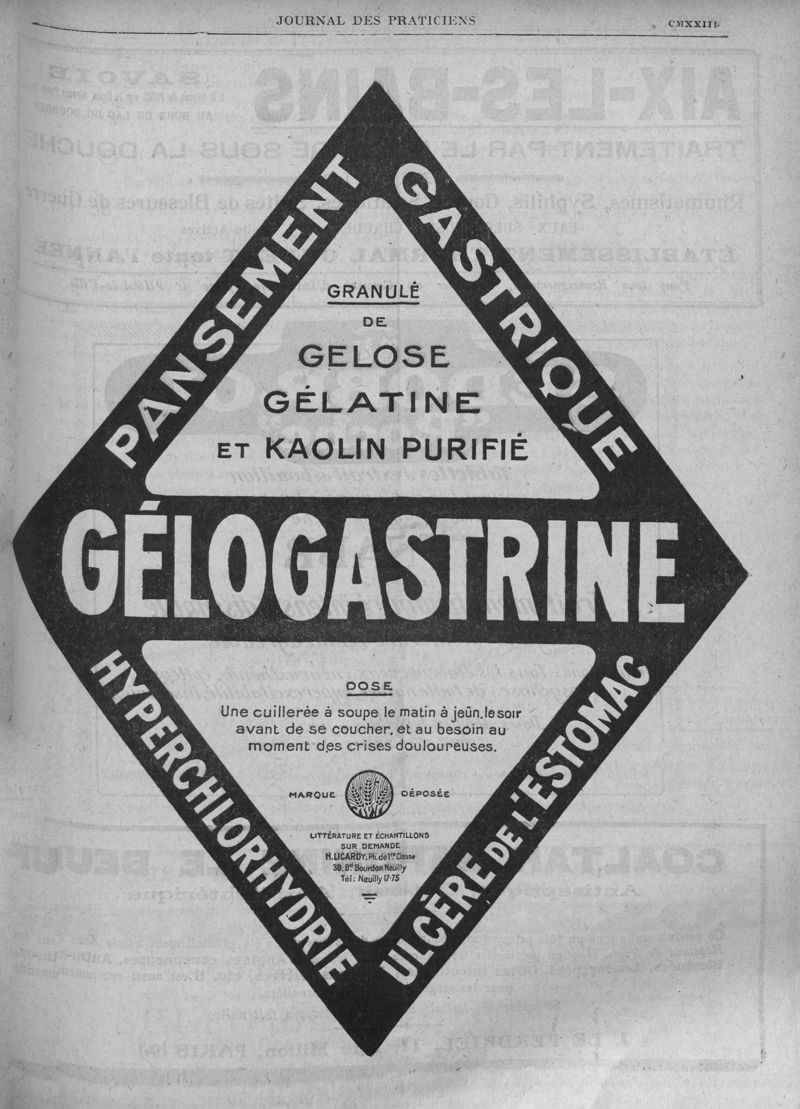 JOURNAL DES PRATICIENS
CMXXIII
PANSEMENT GASTRIQUE
GRANULÉ
DE
GELOSE
GÉLATINE
ET KAOLIN PURIFIÉ
GÉLOGASTRINE
HYPERCHLORHYDRIE
ULCÈRE DE L'ESTOMAC
DOSE
Une cuillerée à soupe le matin à jeûn, le soir
avant de se coucher, et au besoin au
moment des crises douloureuses.
MARQUE DÉPOSÉE
LITTÉRATURE ET ÉCHANTILLONS
SUR DEMANDE
H. LICARDY, Ph. de 1re Classe
38, Bd Bourdon Neuilly
Tél: Neuilly 17-75